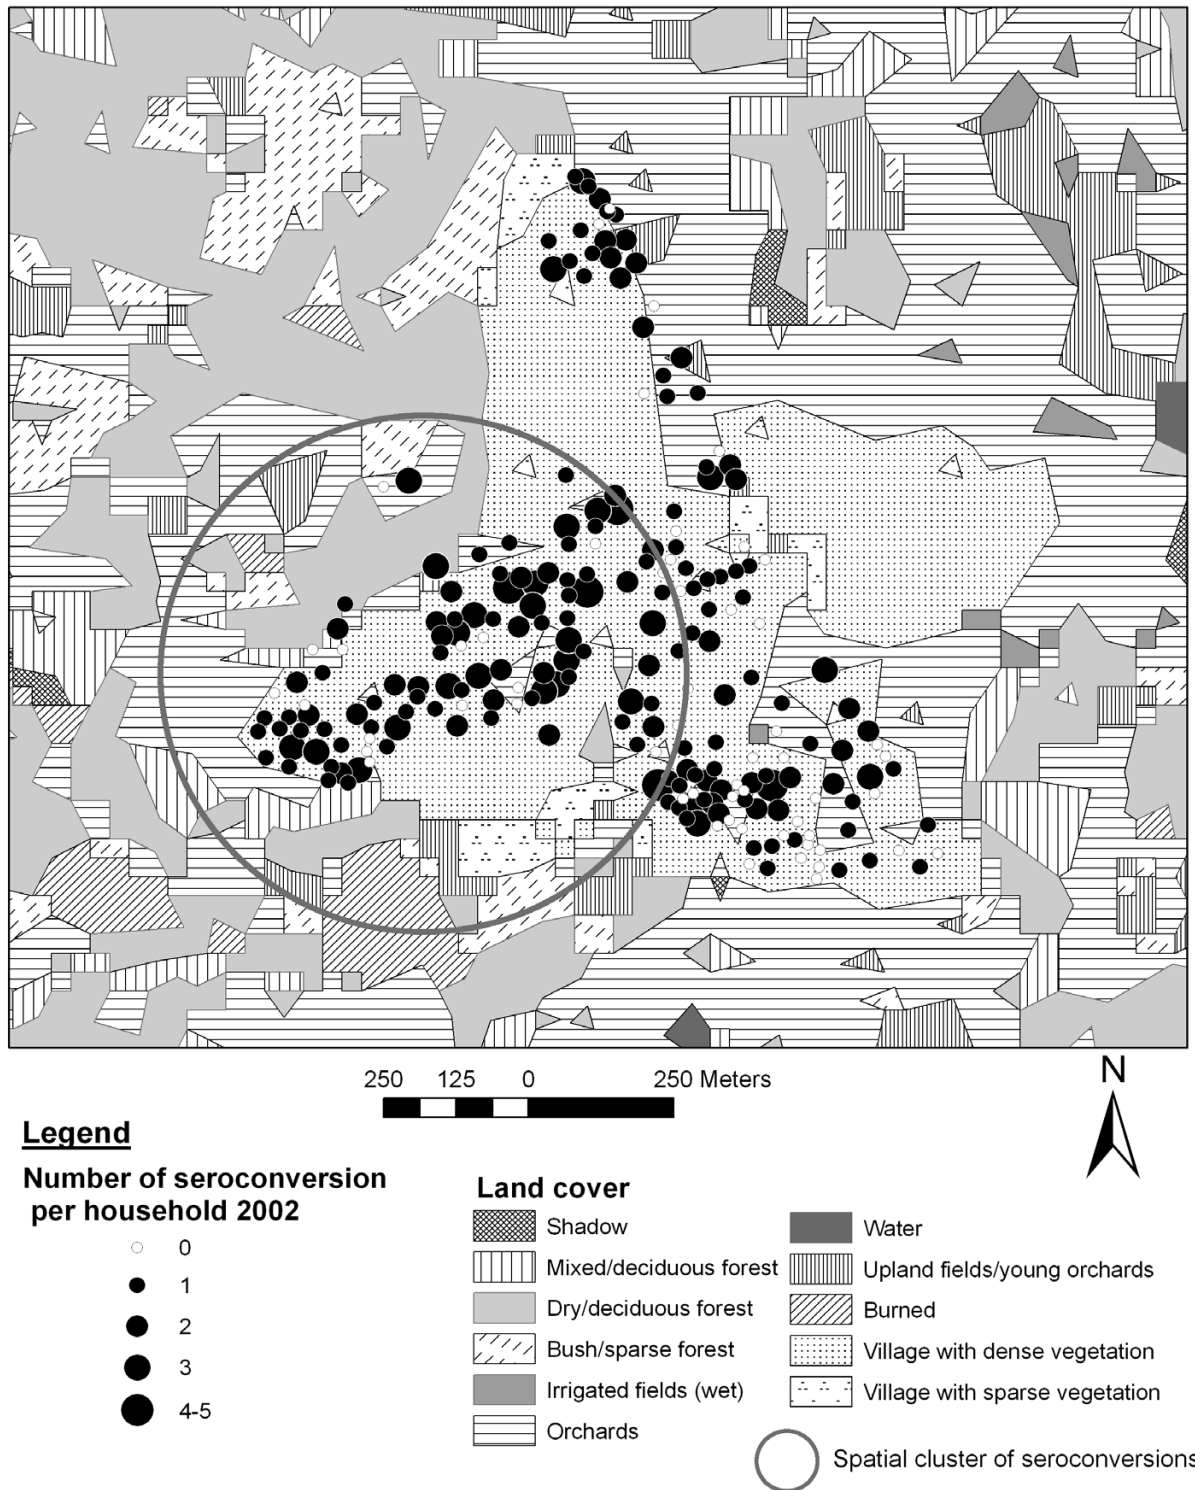 250 125 0 250 Meters
N
Legend
Number of seroconversion
per household 2002
0
1
2
3
4-5
Land cover
Shadow
Mixed/deciduous forest
Dry/deciduous forest
Bush/sparse forest
Irrigated fields (wet)
Orchards
Water
Upland fields/young orchards
Burned
Village with dense vegetation
Village with sparse vegetation
Spatial cluster of seroconversions